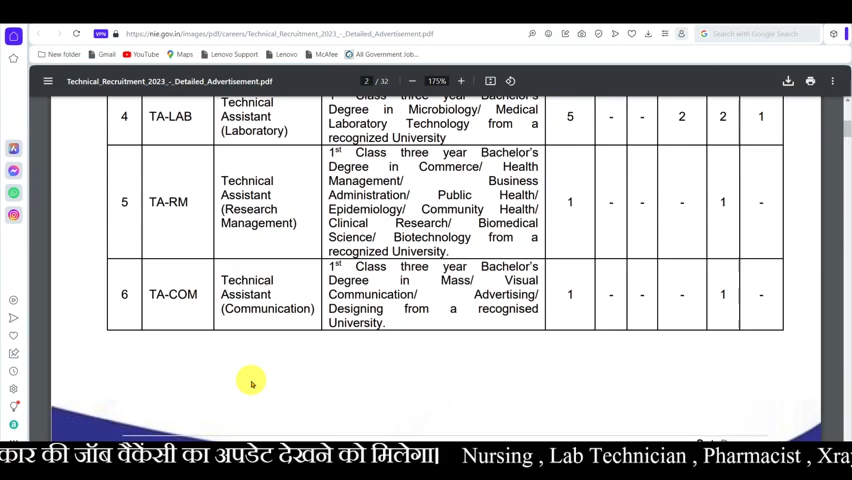 VPN https://nie.gov.in/images/pdf/careers/Technical_Recruitment_2023_-_Detailed_Advertisement.pdf
Search with Google
New folder Gmail YouTube Maps Lenovo Support Lenovo McAfee All Government Job...
Technical_Recruitment_2023_-_Detailed_Advertisement.pdf
2 / 32
175%
4
TA-LAB
Technical
Assistant
(Laboratory)
1st Class three year Bachelor's
Degree in Microbiology/ Medical
Laboratory Technology from a
recognized University
5 - - 2 2 1
5
TA-RM
Technical
Assistant
(Research
Management)
1st Class three year Bachelor's
Degree in Commerce/ Health
Management/ Business
Administration/ Public Health/
Epidemiology/ Community Health/
Clinical Research/ Biomedical
Science/ Biotechnology from a
recognized University.
1 - - - 1 -
6
TA-COM
Technical
Assistant
(Communication)
1st Class three year Bachelor's
Degree in Mass/ Visual
Communication/ Advertising/
Designing from a recognised
University.
1 - - - 1 -
कार की जॉब वैकेंसी का अपडेट देखने को मिलेगा। Nursing , Lab Technician , Pharmacist , Xra